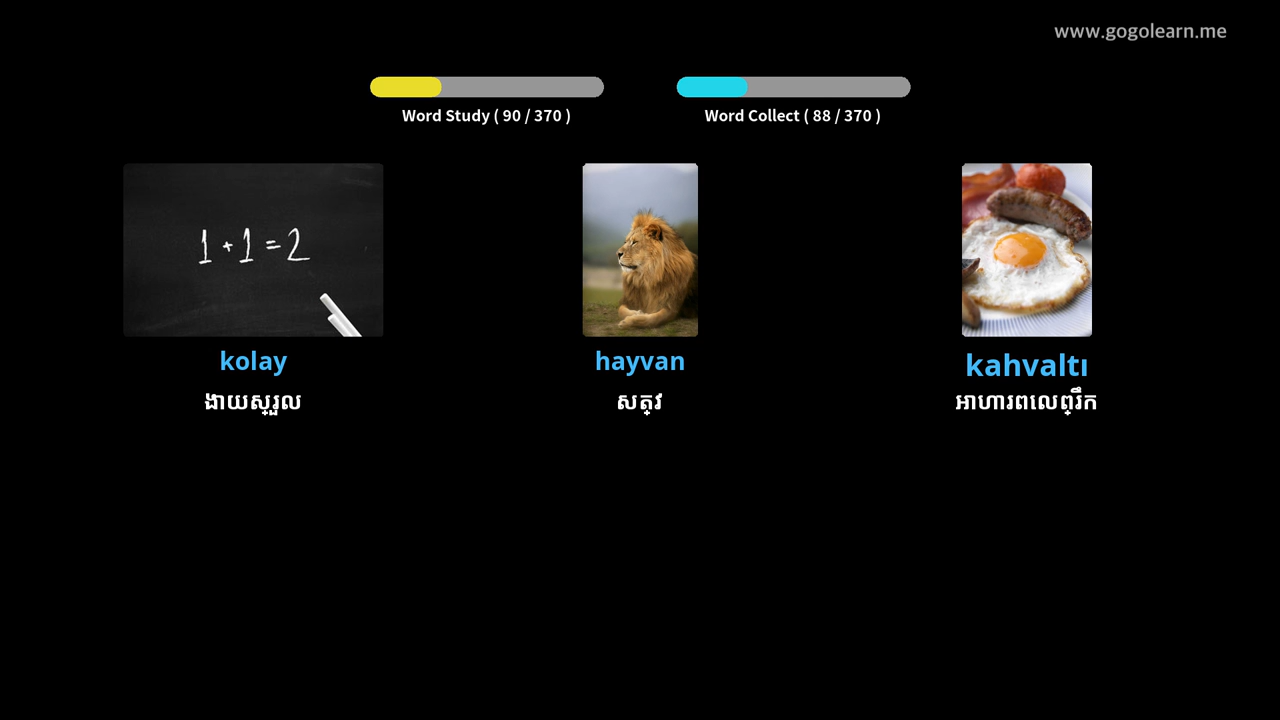 www.gogolearn.me
Word Study ( 90 / 370 )
Word Collect ( 88 / 370 )
1 + 1 = 2
kolay
hayvan
kahvaltı
ងាយស្រួល
សត្វ
អាហារពេលព្រឹក